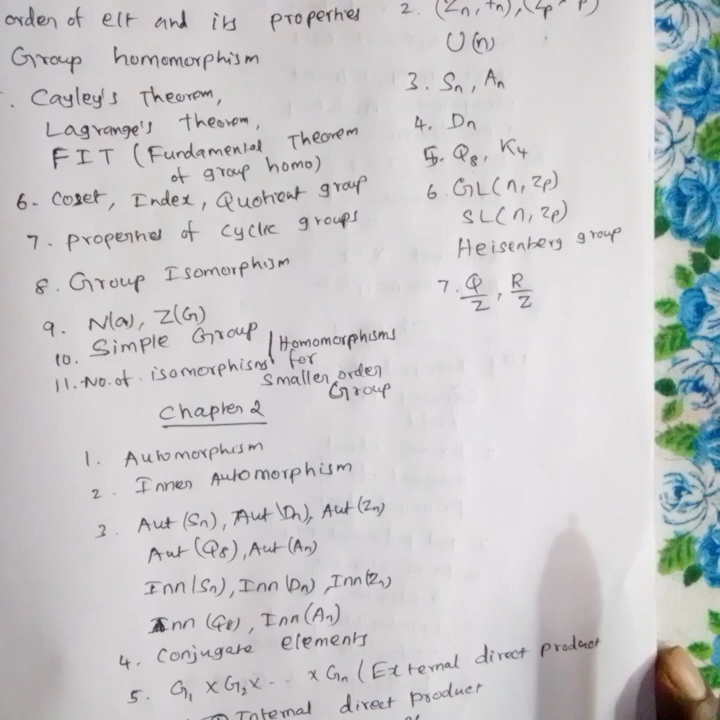 order of elt and its properties
Group homomorphism
Cayley's Theorem,
Lagrange's theorem,
FIT (Fundamental Theorem
of group homo)
6. Coset, Index, Quotient group
7. properties of cyclic groups
8. Group Isomorphism
9. N(a), Z(G)
10. Simple Group
11. No. of isomorphisms / Homomorphisms
for
Smaller order
Group
2. (Zn, +n), (Zp
U(n)
3. Sn, An
4. Dn
5. Q8, K4
6. GL(n, Zp)
SL(n, Zp)
Heisenberg group
7. Q/Z, R/Z
Chapter 2
1. Automorphism
2. Inner Automorphism
3. Aut (Sn), Aut (Dn), Aut (Zn)
Aut (Q8), Aut (An)
Inn (Sn), Inn (Dn), Inn (Zn)
Inn (Q8), Inn (An)
4. Conjugate elements
5. G1 x G2 x - - x Gn (External direct product
Internal direct product